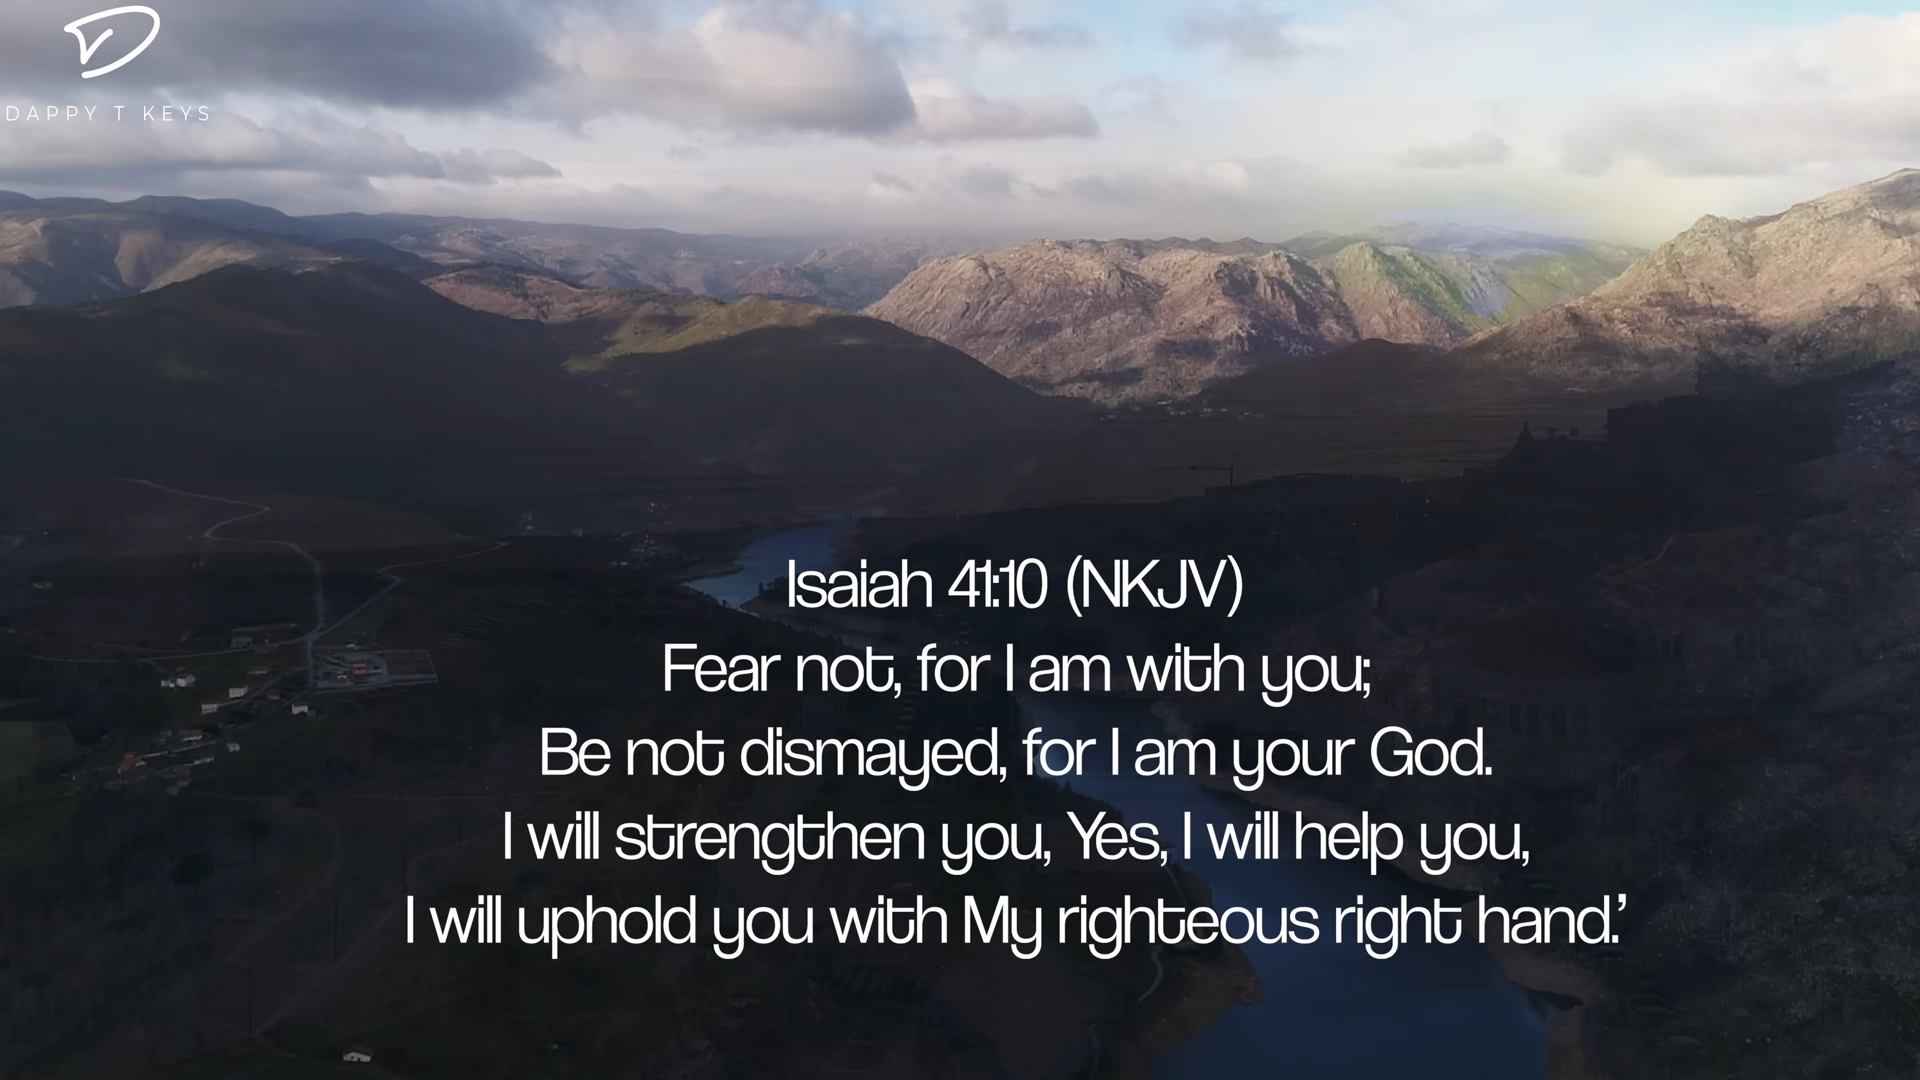 DAPPY T KEYS
Isaiah 41:10 (NKJV)
Fear not, for I am with you;
Be not dismayed, for I am your God.
I will strengthen you, Yes, I will help you,
I will uphold you with My righteous right hand.’